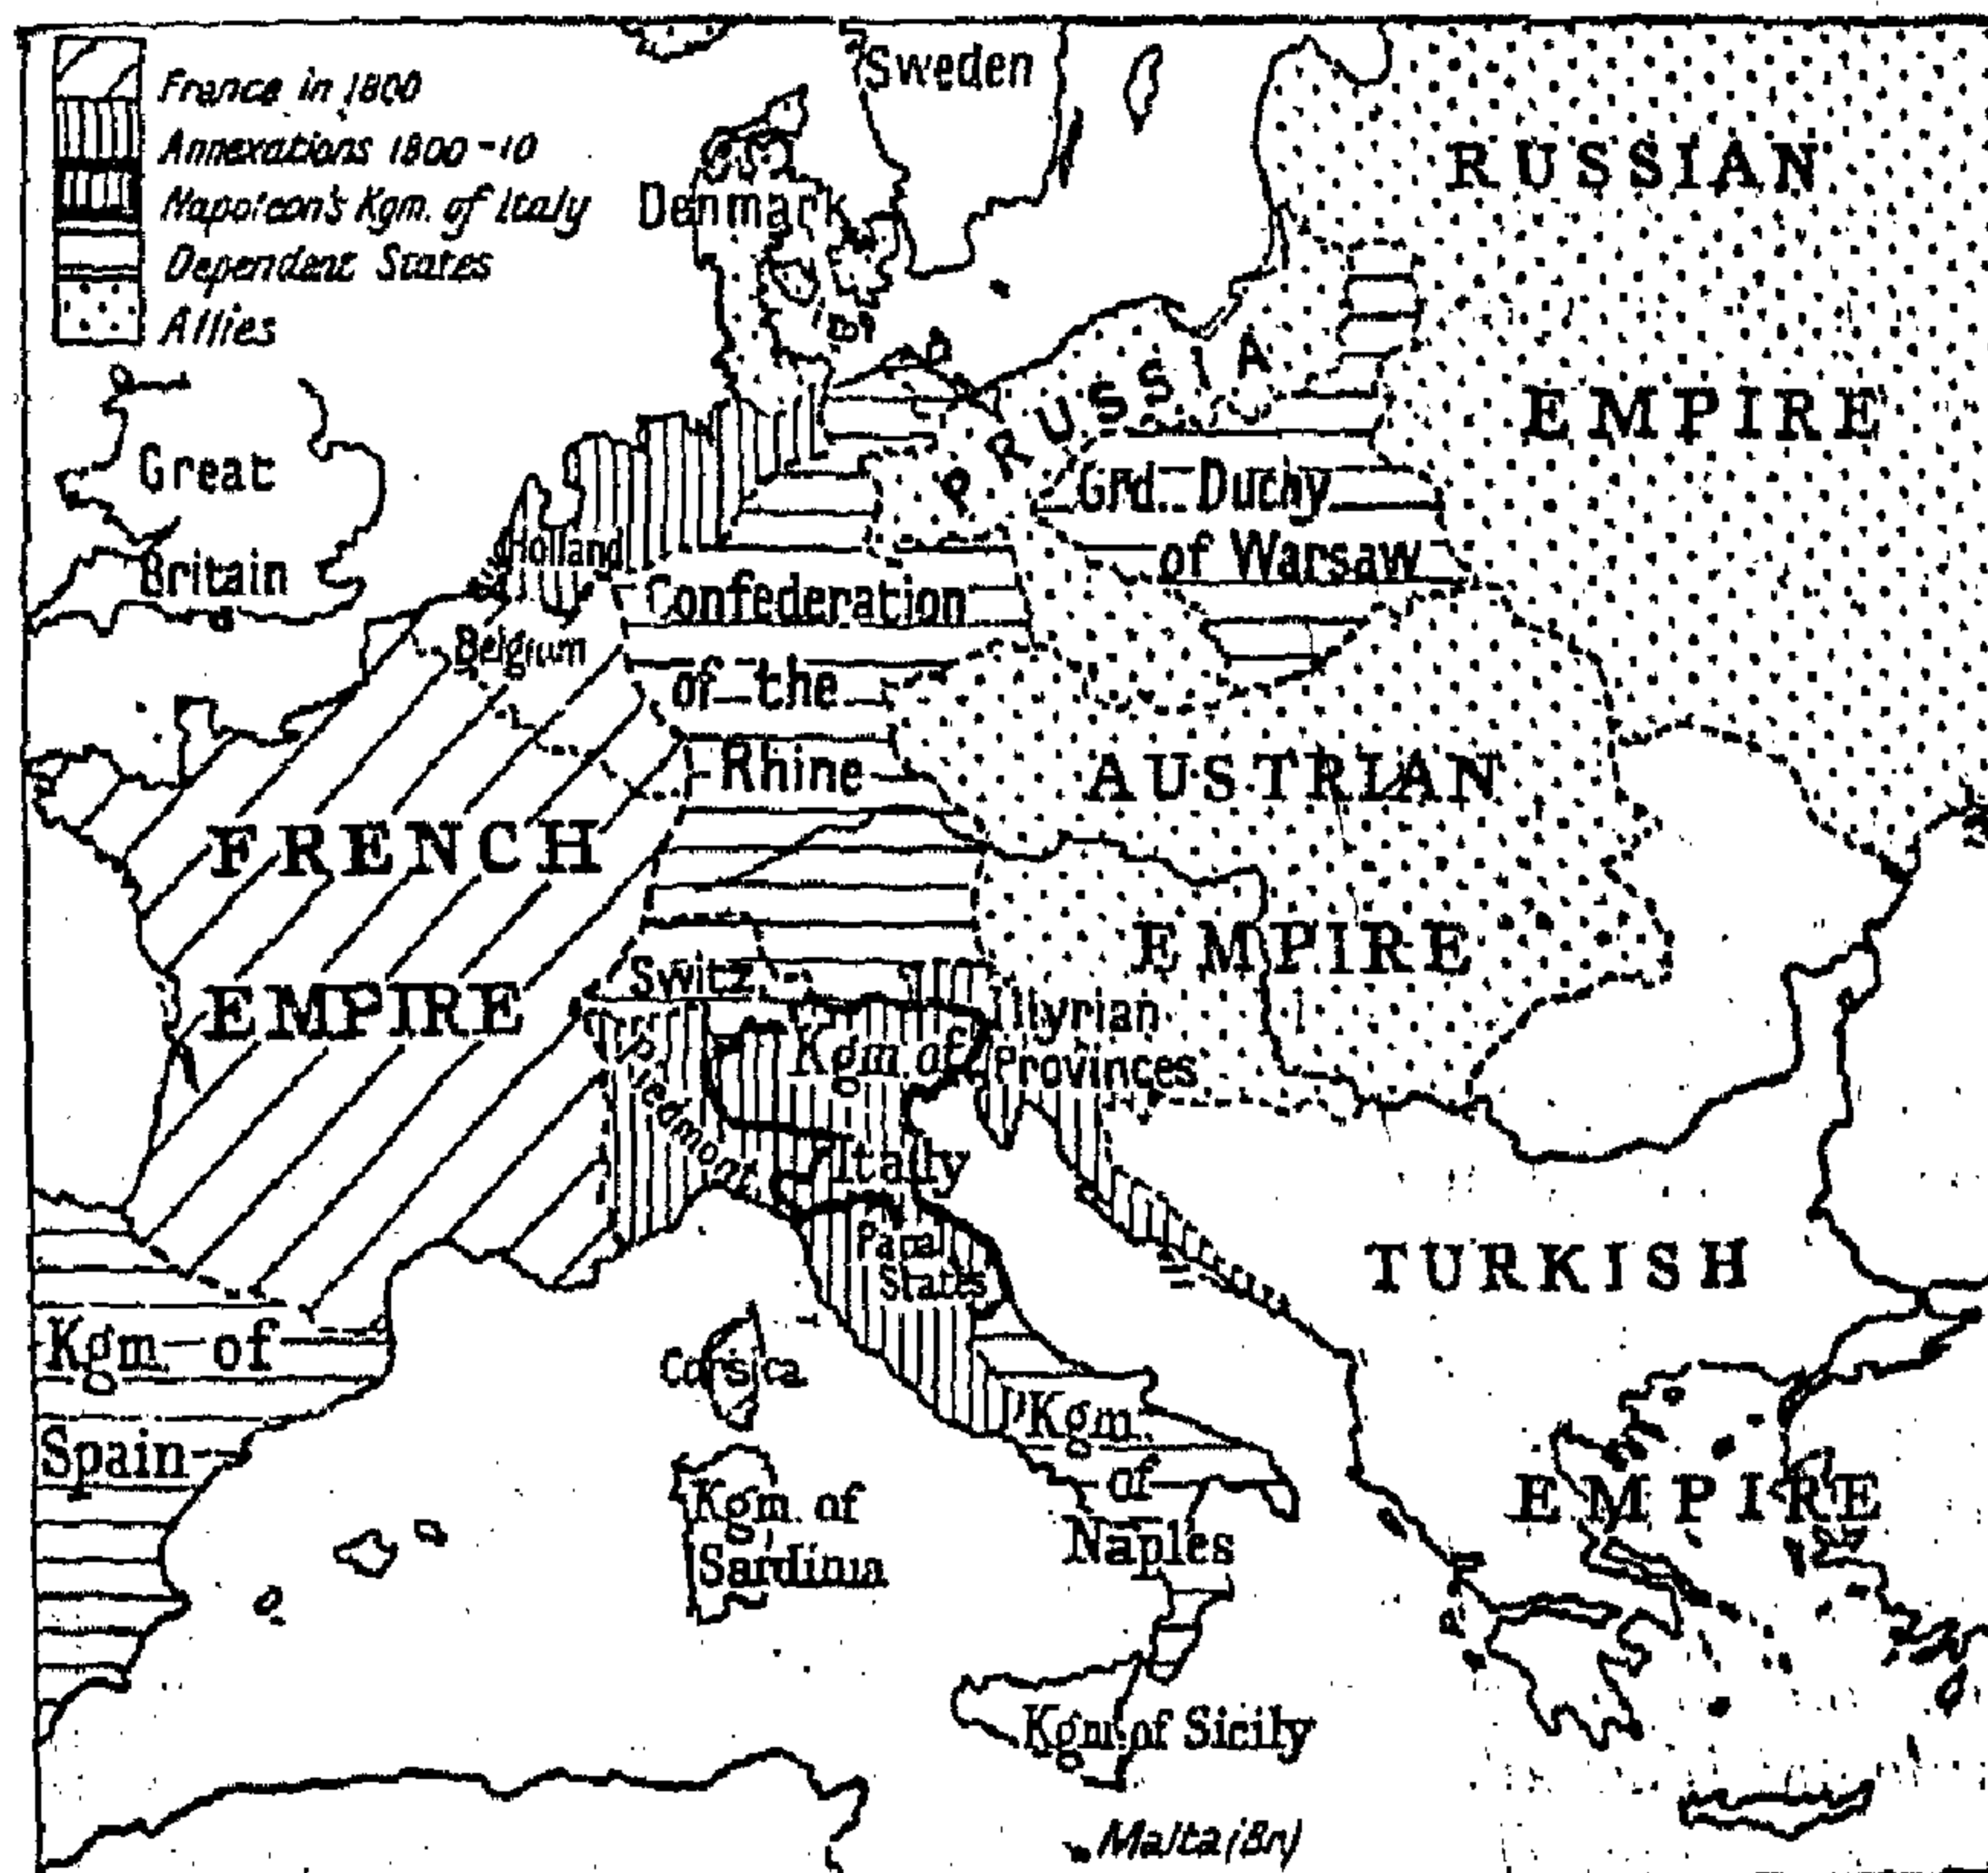 France in 1800
Annexations 1800-10
Napoleon's Kgm. of Italy
Dependent States
Allies
Sweden
Denmark
RUSSIAN
EMPIRE
PRUSSIA
Great
Britain
Holland
Belgium
Grd. Duchy
of Warsaw
Confederation
of the
Rhine
AUSTRIAN
EMPIRE
FRENCH
EMPIRE
Switz.
Illyrian
Provinces
Piedmont
Kgm. of
Italy
Papal
States
TURKISH
EMPIRE
Kgm. of
Spain
Corsica
Kgm. of
Sardinia
Kgm.
of
Naples
Kgm. of Sicily
Malta (Br)